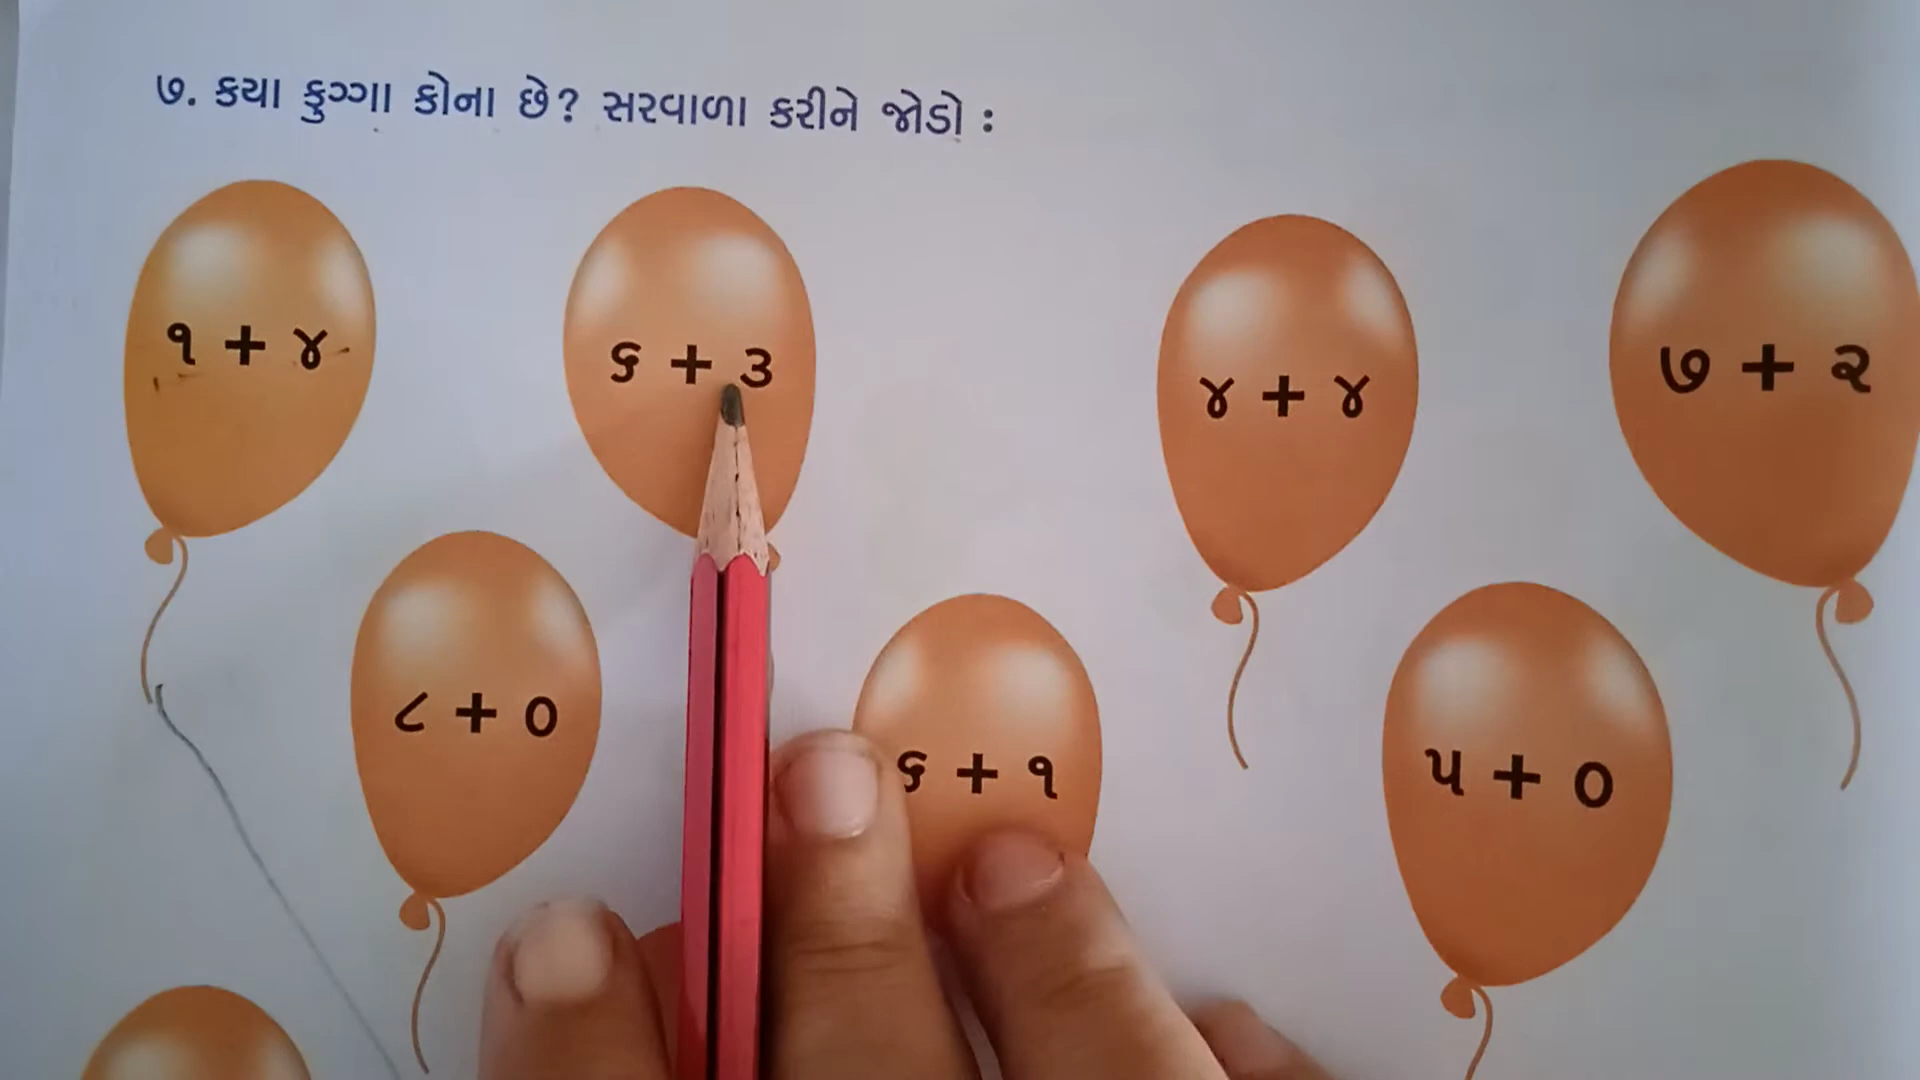 ૭. કયા ફુગ્ગા કોના છે? સરવાળા કરીને જોડો :
૧ + ૪
૬ + ૩
૪ + ૪
૭ + ૨
૮ + ૦
૬ + ૧
૫ + ૦